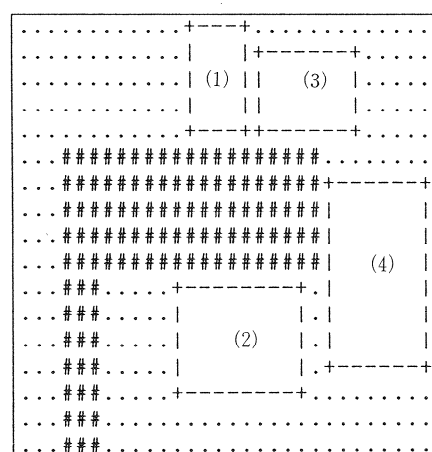 . . . . . . . . . . . . +---+ . . . . . . . . . . . . .
. . . . . . . . . . . . | | +------+ . . . . .
. . . . . . . . . . . . | (1) | | (3) | . . . . .
. . . . . . . . . . . . | | | | . . . . .
. . . . . . . . . . . . +---+ +------+ . . . . .
. . . # # # # # # # # # # # # # # # # # # # . . . . . . . .
. . . # # # # # # # # # # # # # # # # # # # +------+
. . . # # # # # # # # # # # # # # # # # # # | |
. . . # # # # # # # # # # # # # # # # # # # | |
. . . # # # # # # # # # # # # # # # # # # # | (4) |
. . . # # # . . . . . +--------+ . | |
. . . # # # . . . . . | | . | |
. . . # # # . . . . . | (2) | . | |
. . . # # # . . . . . | | . +------+
. . . # # # . . . . . +--------+ . . . . . . . . .
. . . # # # . . . . . . . . . . . . . . . . . . . . . . . .
. . . # # # . . . . . . . . . . . . . . . . . . . . . . . .